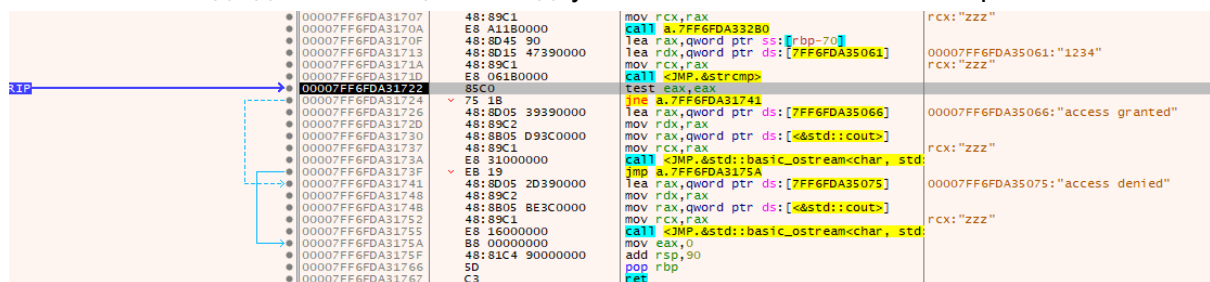 00007FF6FDA31707 48:89C1 mov rcx,rax rcx:"zzz"
00007FF6FDA3170A E8 A11B0000 call a.7FF6FDA332B0
00007FF6FDA3170F 48:8D45 90 lea rax,qword ptr ss:[rbp-70]
00007FF6FDA31713 48:8D15 47390000 lea rdx,qword ptr ds:[7FF6FDA35061] 00007FF6FDA35061:"1234"
00007FF6FDA3171A 48:89C1 mov rcx,rax rcx:"zzz"
00007FF6FDA3171D E8 061B0000 call <JMP.&strcmp>
RIP 00007FF6FDA31722 85C0 test eax,eax
00007FF6FDA31724 75 1B jne a.7FF6FDA31741
00007FF6FDA31726 48:8D05 39390000 lea rax,qword ptr ds:[7FF6FDA35066] 00007FF6FDA35066:"access granted"
00007FF6FDA3172D 48:89C2 mov rdx,rax
00007FF6FDA31730 48:8B05 D93C0000 mov rax,qword ptr ds:[<&std::cout>]
00007FF6FDA31737 48:89C1 mov rcx,rax rcx:"zzz"
00007FF6FDA3173A E8 31000000 call <JMP.&std::basic_ostream<char, std:
00007FF6FDA3173F EB 19 jmp a.7FF6FDA3175A
00007FF6FDA31741 48:8D05 2D390000 lea rax,qword ptr ds:[7FF6FDA35075] 00007FF6FDA35075:"access denied"
00007FF6FDA31748 48:89C2 mov rdx,rax
00007FF6FDA3174B 48:8B05 BE3C0000 mov rax,qword ptr ds:[<&std::cout>]
00007FF6FDA31752 48:89C1 mov rcx,rax rcx:"zzz"
00007FF6FDA31755 E8 16000000 call <JMP.&std::basic_ostream<char, std:
00007FF6FDA3175A B8 00000000 mov eax,0
00007FF6FDA3175F 48:81C4 90000000 add rsp,90
00007FF6FDA31766 5D pop rbp
00007FF6FDA31767 C3 ret